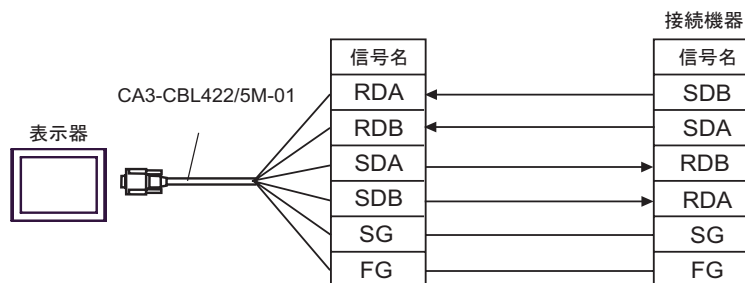 接続機器
信号名 信号名
CA3-CBL422/5M-01
表示器
RDA SDB
RDB SDA
SDA RDB
SDB RDA
SG SG
FG FG